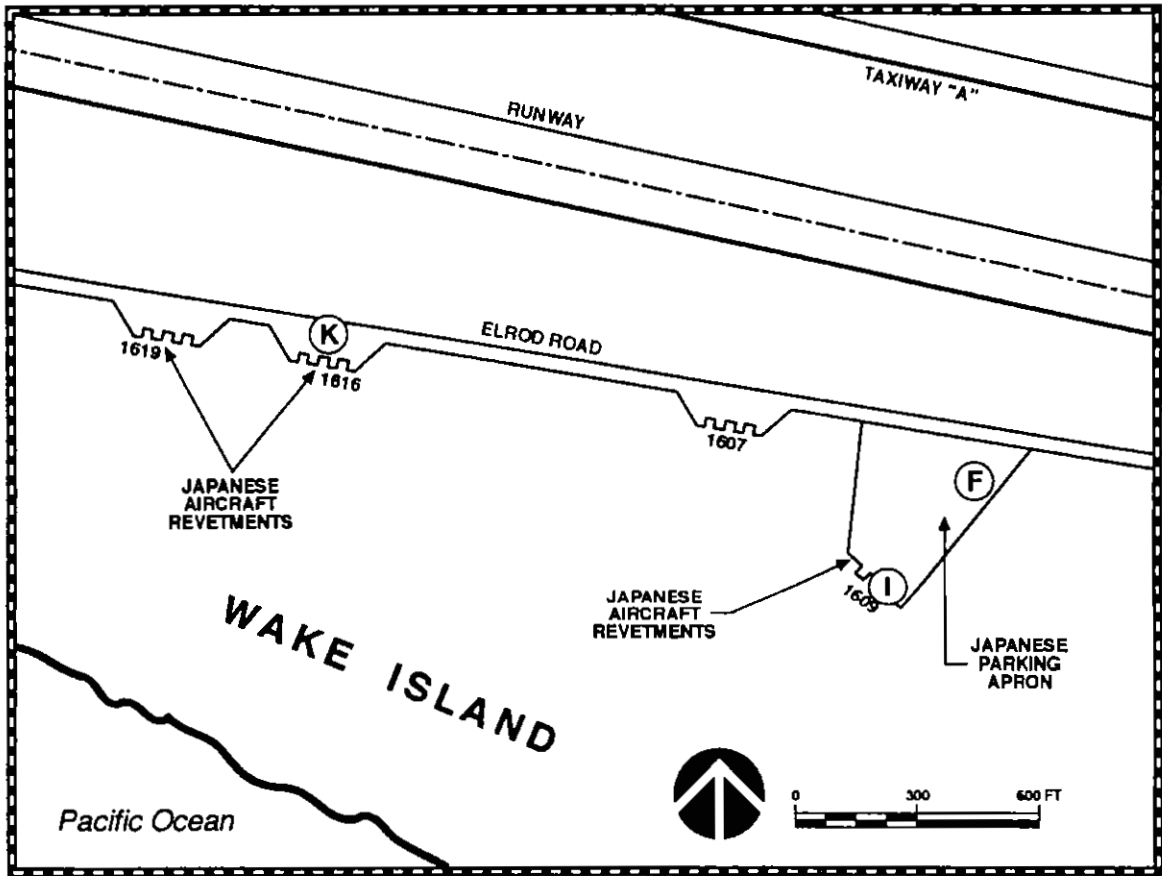 TAXIWAY "A"
RUNWAY
ELROD ROAD
K
1619
1616
1607
F
JAPANESE
AIRCRAFT
REVETMENTS
I
1609
JAPANESE
AIRCRAFT
REVETMENTS
JAPANESE
PARKING
APRON
WAKE ISLAND
0 300 600 FT
Pacific Ocean